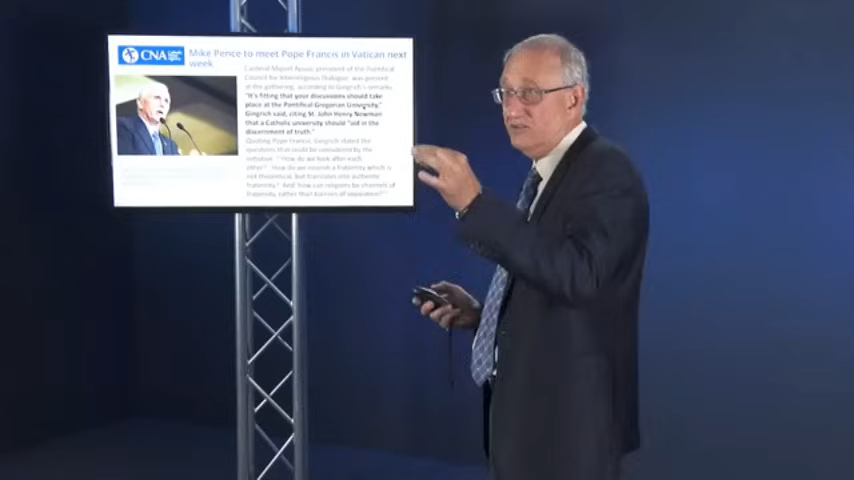 CNA
Mike Pence to meet Pope Francis in Vatican next
week
Cardinal Miguel Ayuso, president of the Pontifical
Council for Interreligious Dialogue, was present
at the gathering, according to Gingrich's remarks.
"It's fitting that your discussions should take
place at the Pontifical Gregorian University,"
Gingrich said, citing St. John Henry Newman
that a Catholic university should "aid in the
discernment of truth."
Quoting Pope Francis, Gingrich stated the
questions that could be considered by the
initiative. "How do we look after each
other? How do we nourish a fraternity which is
not theoretical, but translates into authentic
fraternity? And how can religions be channels of
fraternity, rather than barriers of separation?"